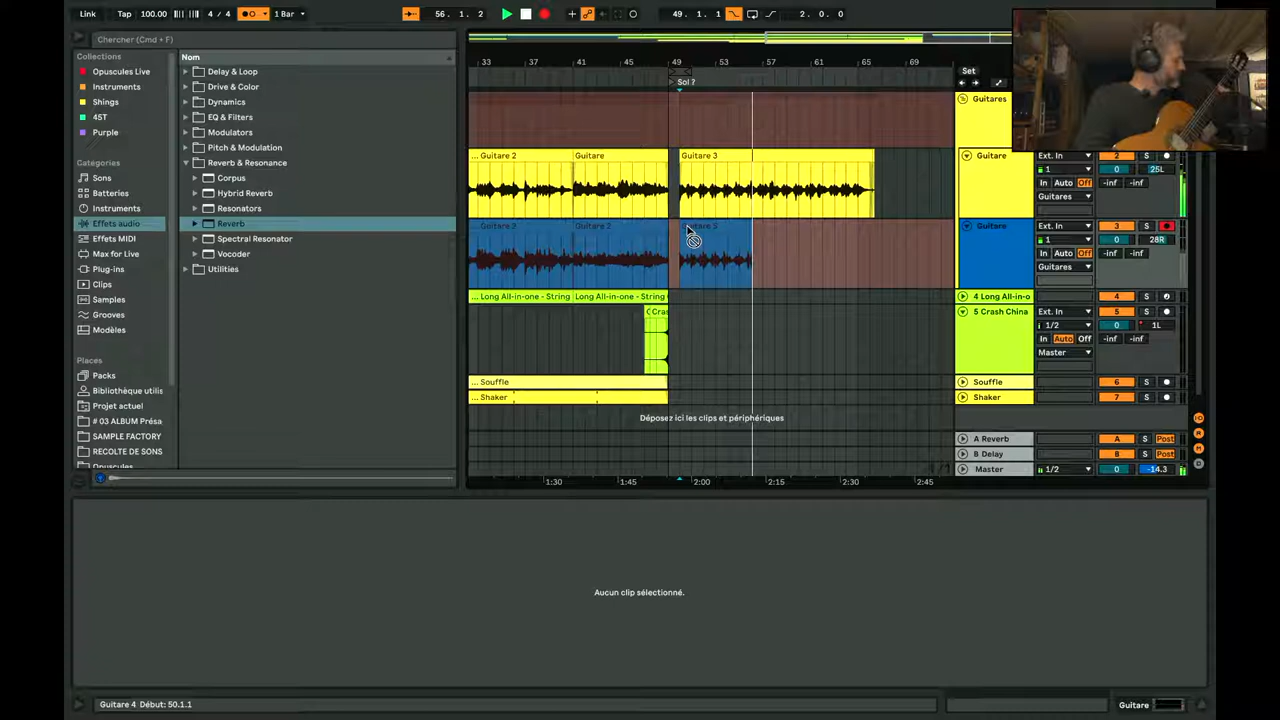 Link Tap 100.00 4 / 4 1 Bar 56. 1. 2 49. 1. 1 2. 0. 0
Chercher (Cmd + F)
Collections
Opuscules Live
Instruments
Shings
4ST
Purple
Catégories
Sons
Batteries
Instruments
Effets audio
Effets MIDI
Max for Live
Plug-ins
Clips
Samples
Grooves
Modèles
Places
Packs
Bibliothèque utilis
Projet actuel
# 03 ALBUM Présa
SAMPLE FACTORY
RECOLTE DE SONS
Opuscules
Nom
Delay & Loop
Drive & Color
Dynamics
EQ & Filters
Modulators
Pitch & Modulation
Reverb & Resonance
Corpus
Hybrid Reverb
Resonators
Reverb
Spectral Resonator
Vocoder
Utilities
33 37 41 45 49 53 57 61 65 69
Sol ?
Set
Guitares
... Guitare 2 Guitare Guitare 3
Guitare Ext. In 2 S
1 0 25L
In Auto Off -inf -inf
Guitares
Guitare 2
Guitare Ext. In 3 S
1 0 28R
In Auto Off -inf -inf
Guitares
Long All-in-one - String Long All-in-one - String 4 Long All-in-o 4 S
Cras 5 Crash China Ext. In 5 S
1/2 0 1L
In Auto Off -inf -inf
Master
... Souffle Souffle 6 S
... Shaker Shaker 7 S
Déposez ici les clips et périphériques
A Reverb A S Post
B Delay B S Post
Master 1/2 0 -14.3
1:30 1:45 2:00 2:15 2:30 2:45
Aucun clip sélectionné.
Guitare 4 Début: 50.1.1
Guitare